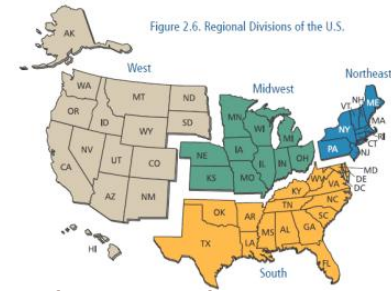 Figure 2.6. Regional Divisions of the U.S.
AK
West
Midwest
Northeast
WA
MT
ND
OR
ID
WY
SD
NV
UT
CO
CA
AZ
NM
HI
MN
WI
MI
NE
IA
IL
IN
OH
KS
MO
VT
NH
ME
NY
MA
RI
CT
PA
NJ
MD
DE
DC
WV
VA
KY
NC
TN
SC
OK
AR
TX
LA
MS
AL
GA
FL
South